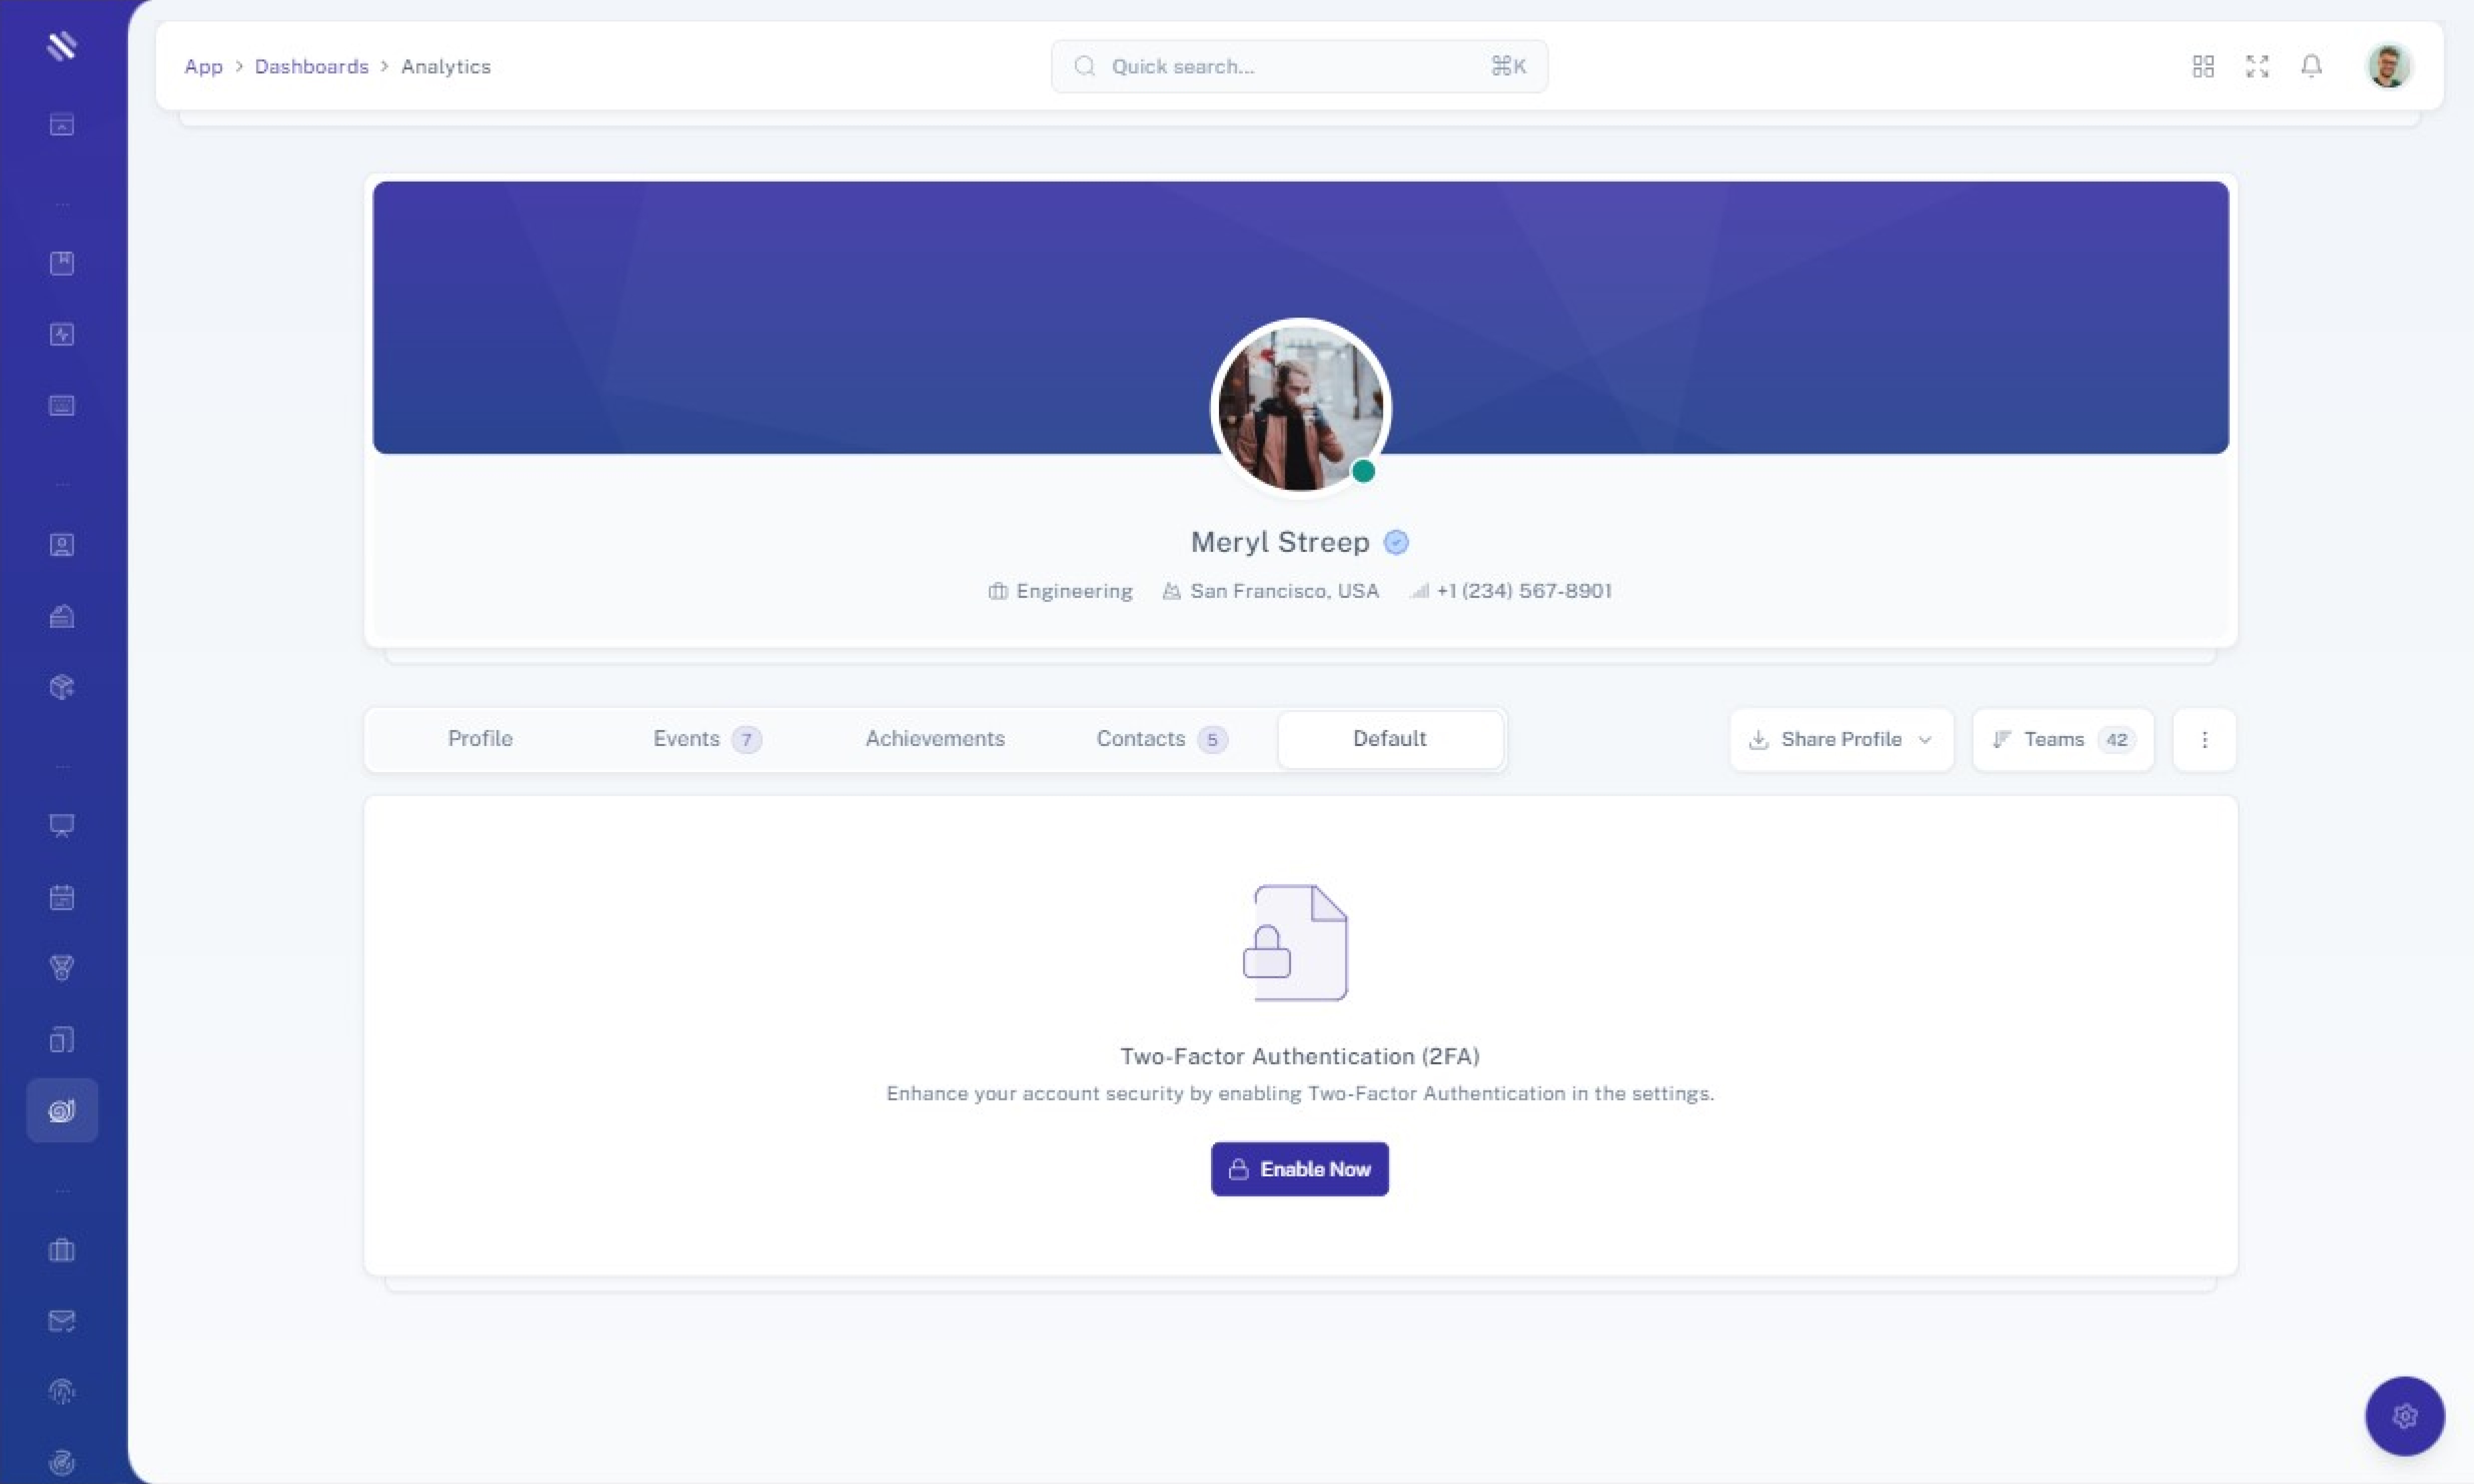 App > Dashboards > Analytics
Quick search... ⌘K
Meryl Streep
Engineering San Francisco, USA +1 (234) 567-8901
Profile Events 7 Achievements Contacts 5 Default
Share Profile Teams 42
Two-Factor Authentication (2FA)
Enhance your account security by enabling Two-Factor Authentication in the settings.
Enable Now